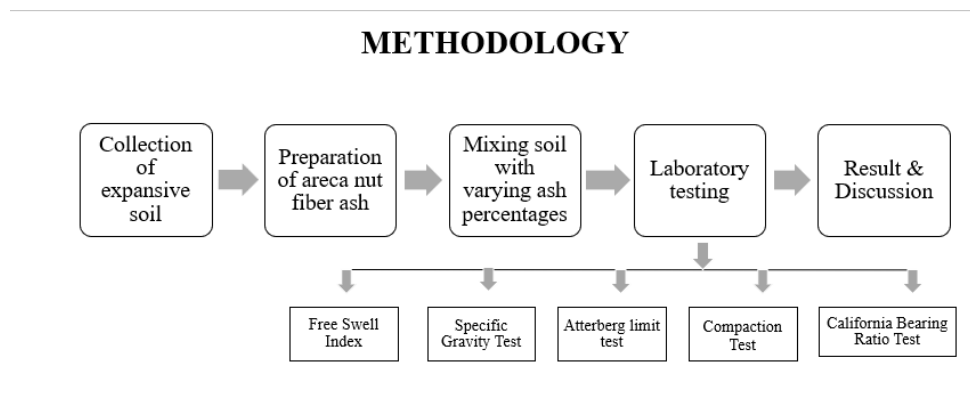 METHODOLOGY
Collection
of
expansive
soil
Preparation
of areca nut
fiber ash
Mixing soil
with
varying ash
percentages
Laboratory
testing
Result &
Discussion
Free Swell
Index
Specific
Gravity Test
Atterberg limit
test
Compaction
Test
California Bearing
Ratio Test